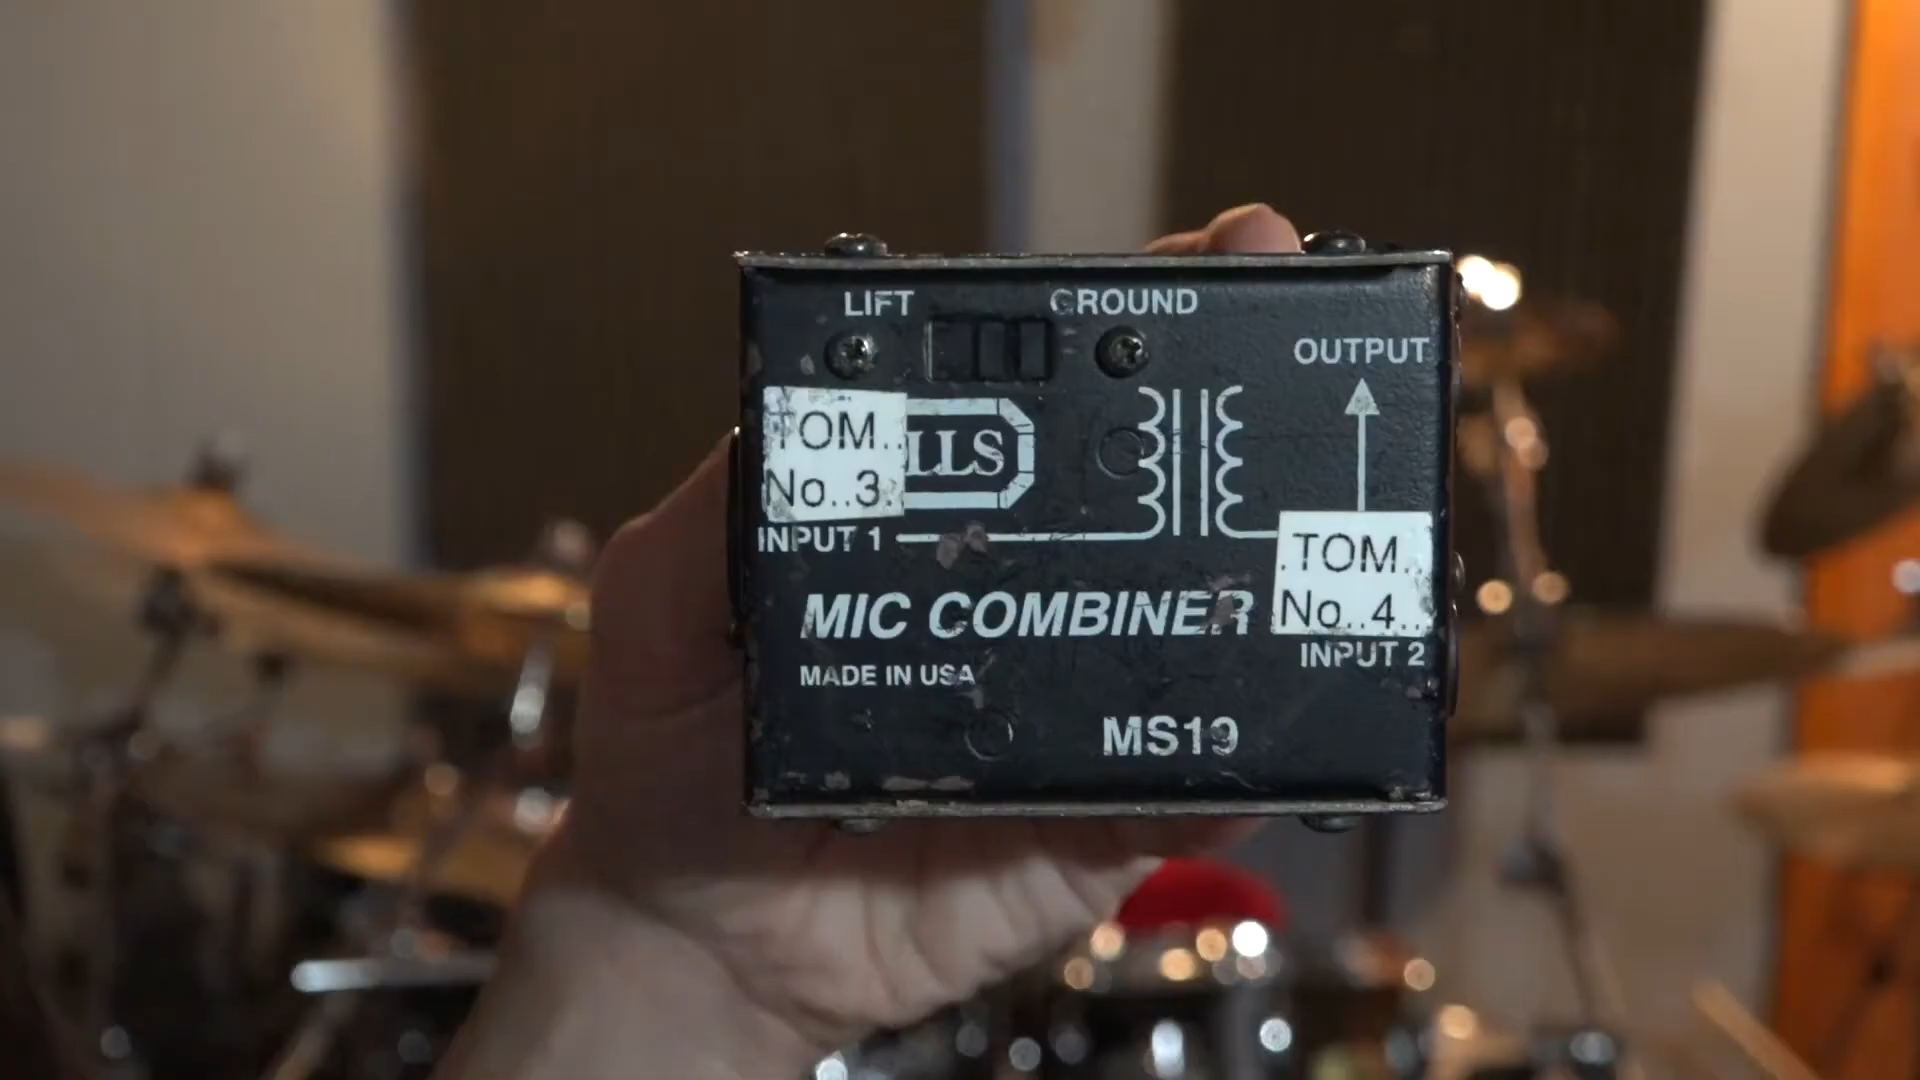 LIFT
GROUND
OUTPUT
TOM..
No..3.
LLS
INPUT 1
.TOM..
No..4..
MIC COMBINER
INPUT 2
MADE IN USA
MS19